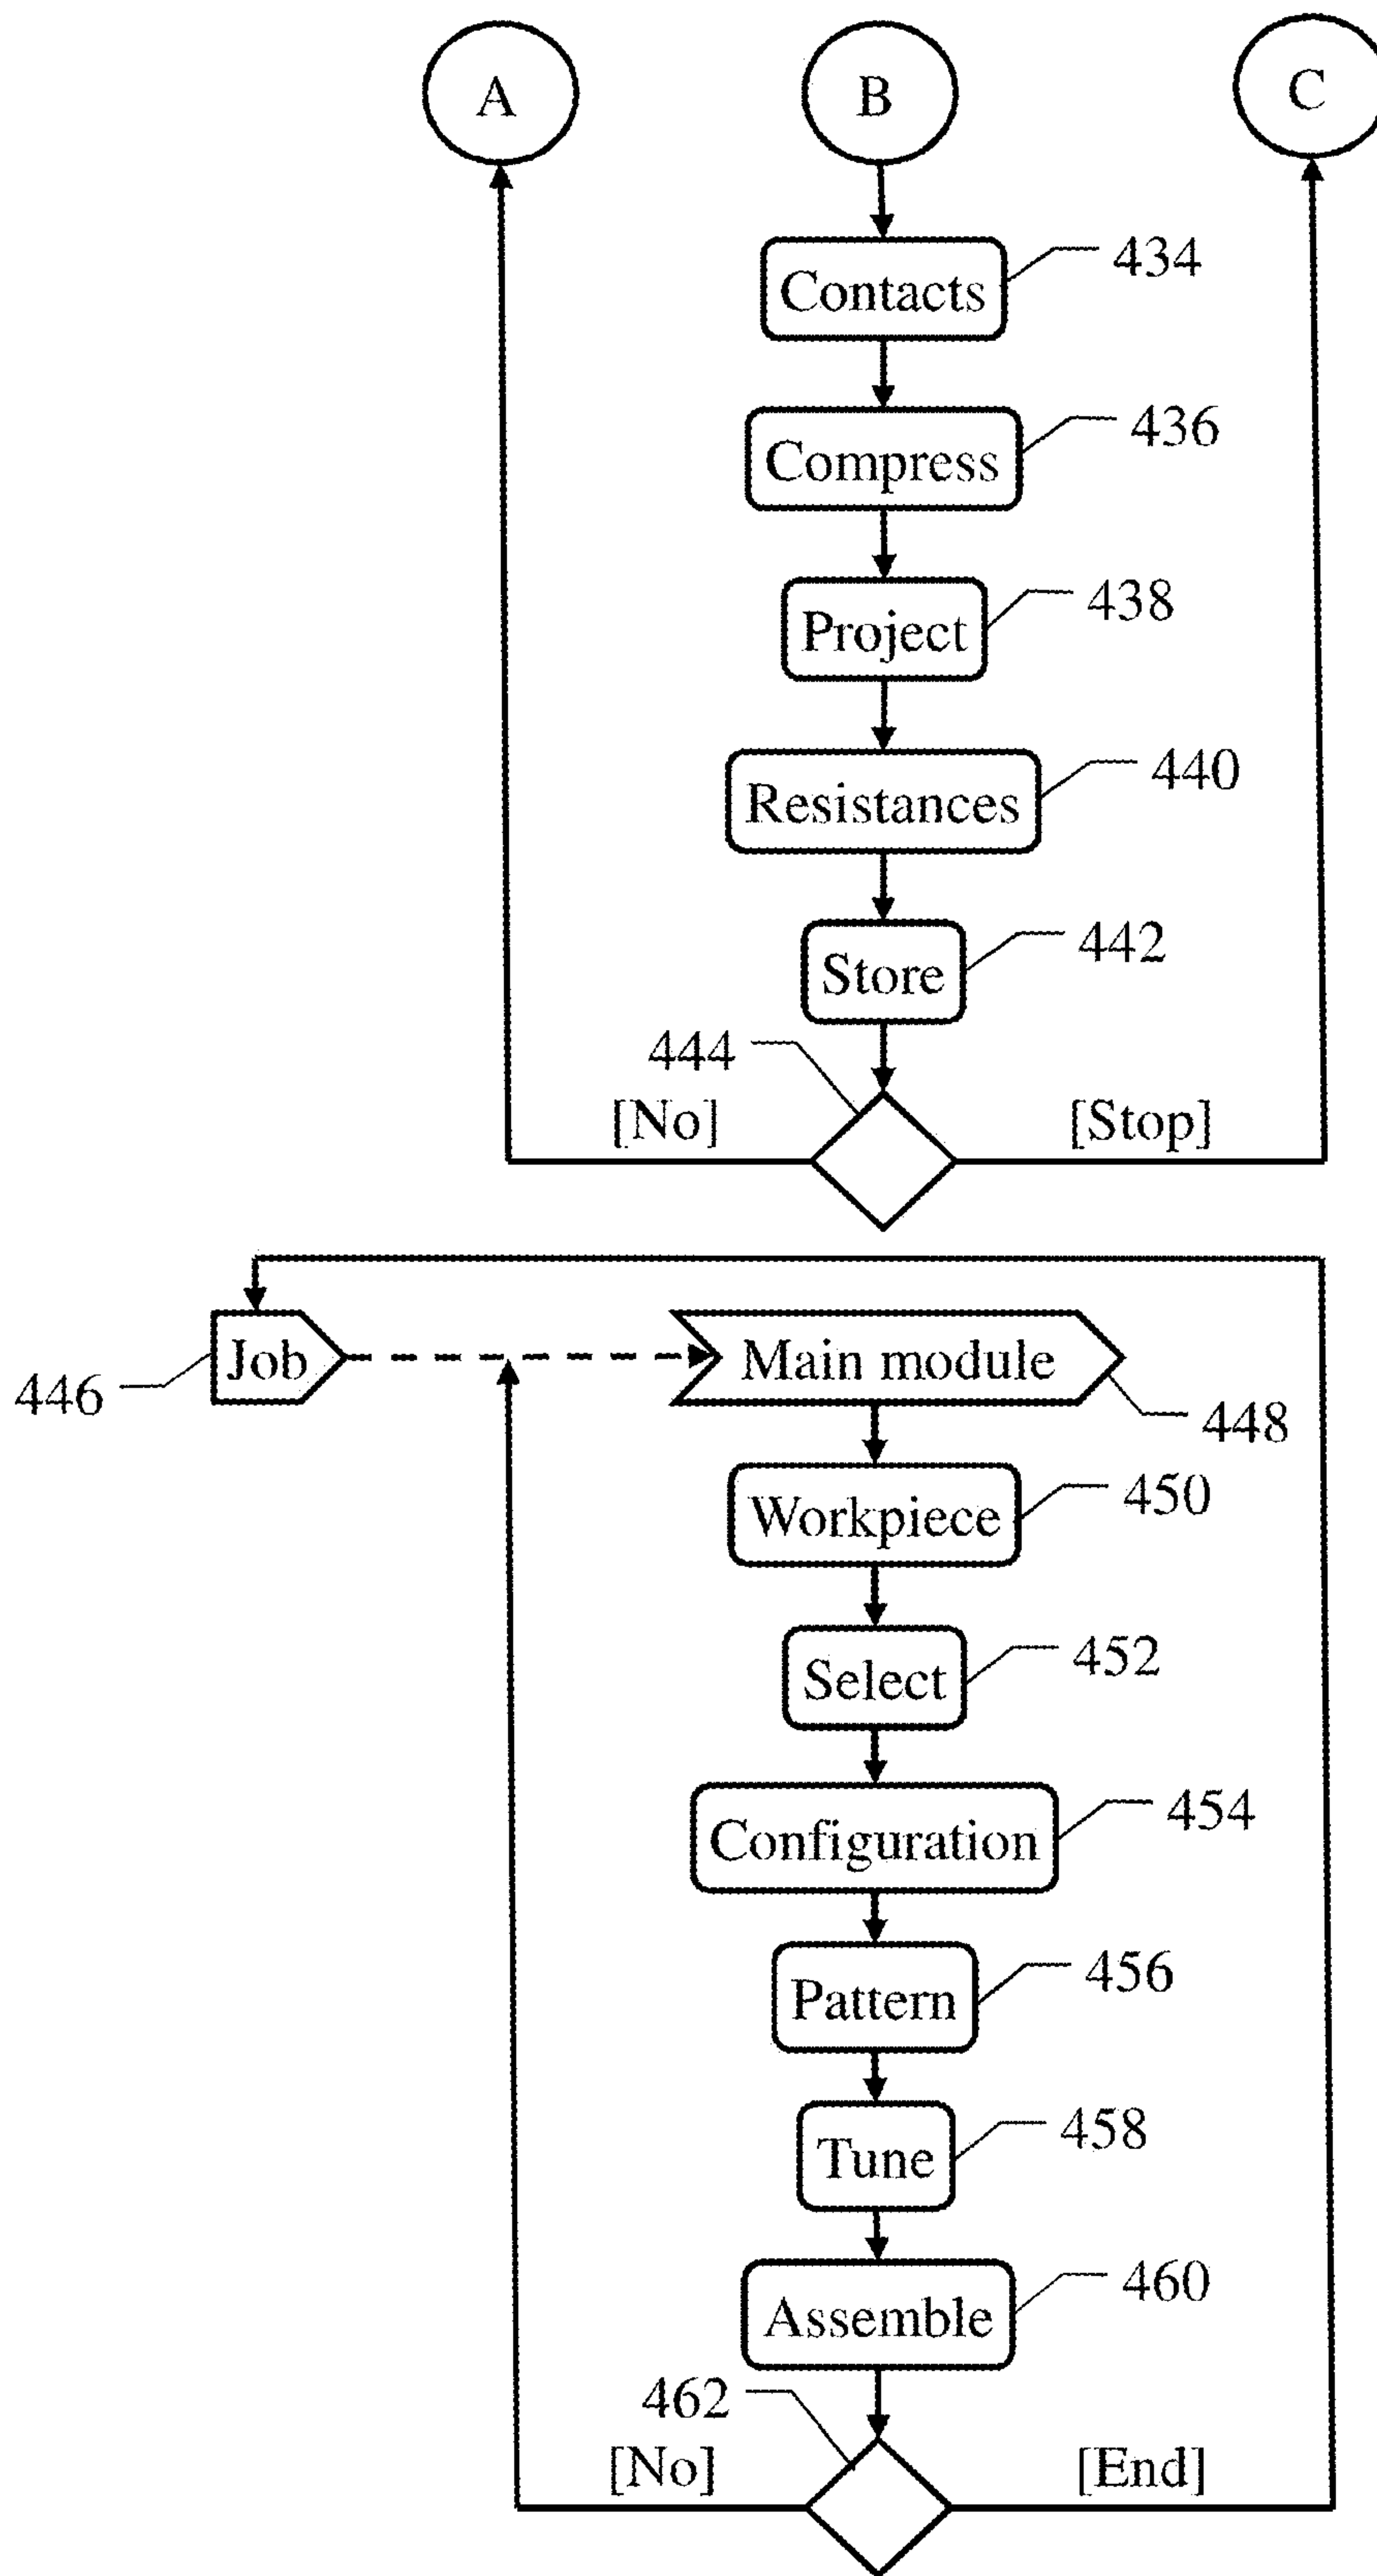 A
B
C
Contacts
434
Compress
436
Project
438
Resistances
440
Store
442
444
[No]
[Stop]
446
Job
Main module
448
Workpiece
450
Select
452
Configuration
454
Pattern
456
Tune
458
Assemble
460
462
[No]
[End]